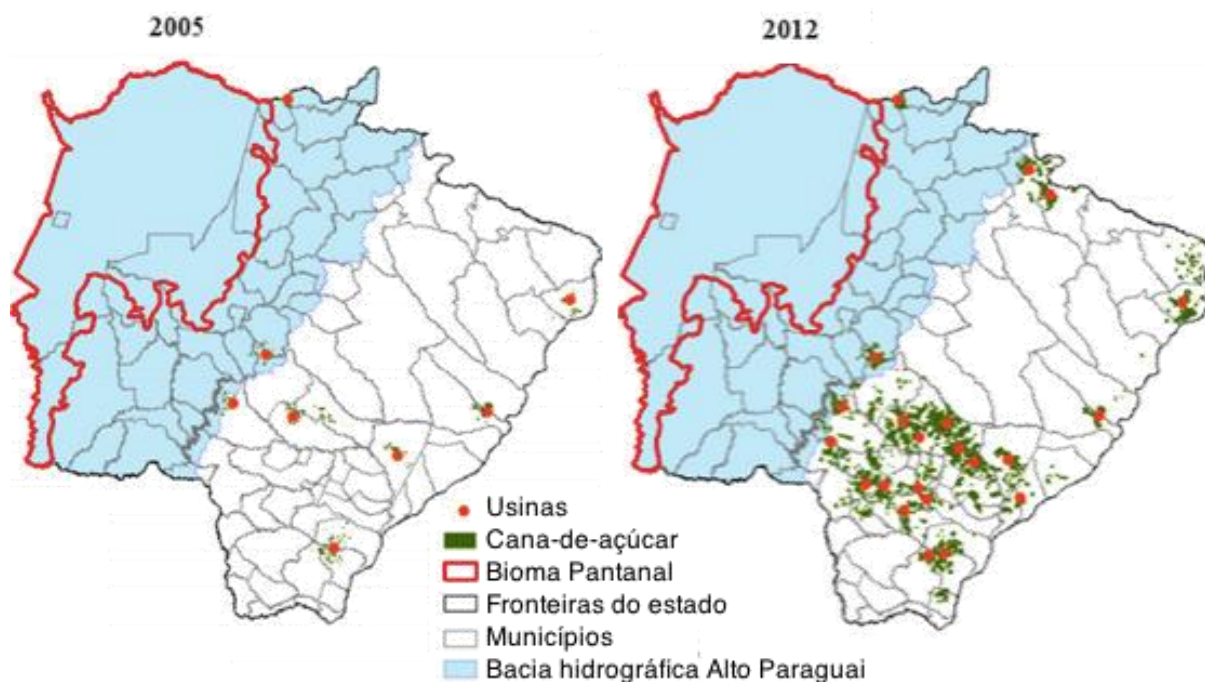 2005
2012
Usinas
Cana-de-açúcar
Bioma Pantanal
Fronteiras do estado
Municípios
Bacia hidrográfica Alto Paraguai